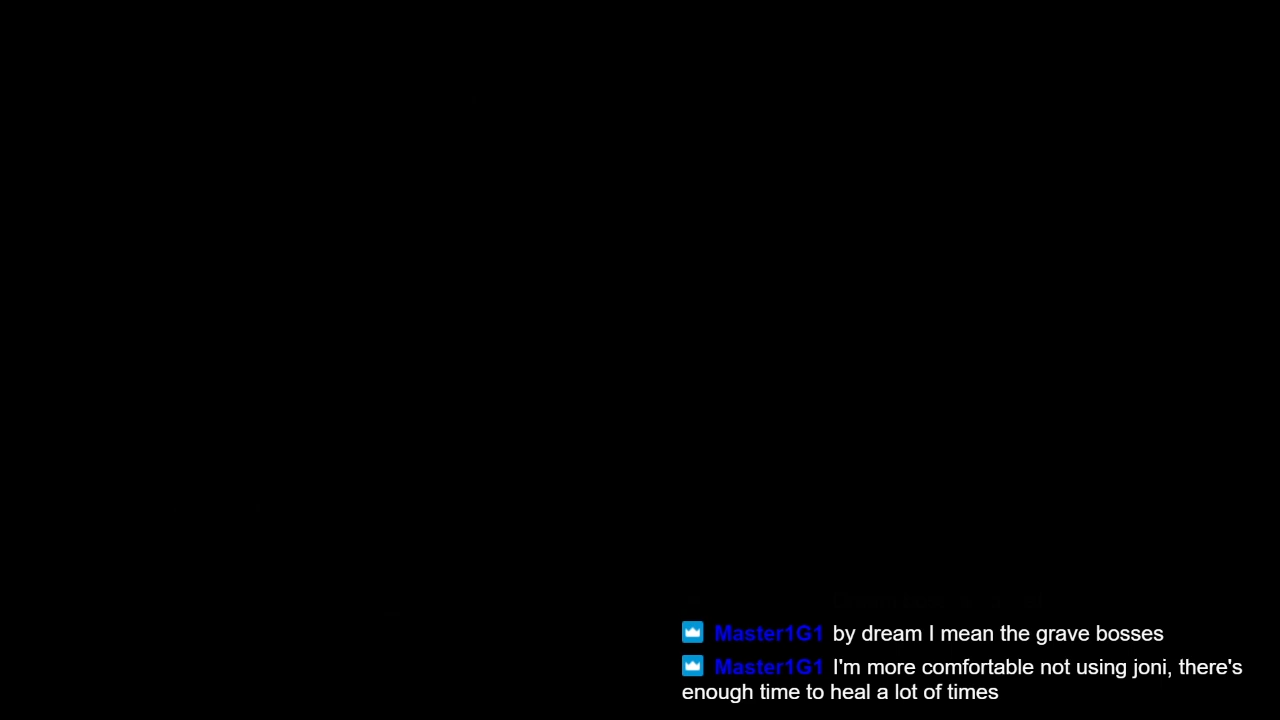 Master1G1 by dream I mean the grave bosses
Master1G1 I'm more comfortable not using joni, there's
enough time to heal a lot of times